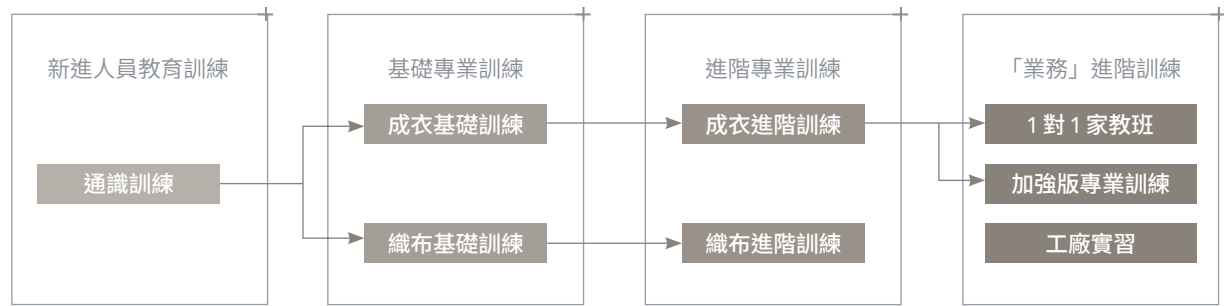 新進人員教育訓練
通識訓練
基礎專業訓練
成衣基礎訓練
織布基礎訓練
進階專業訓練
成衣進階訓練
織布進階訓練
「業務」進階訓練
1 對 1 家教班
加強版專業訓練
工廠實習